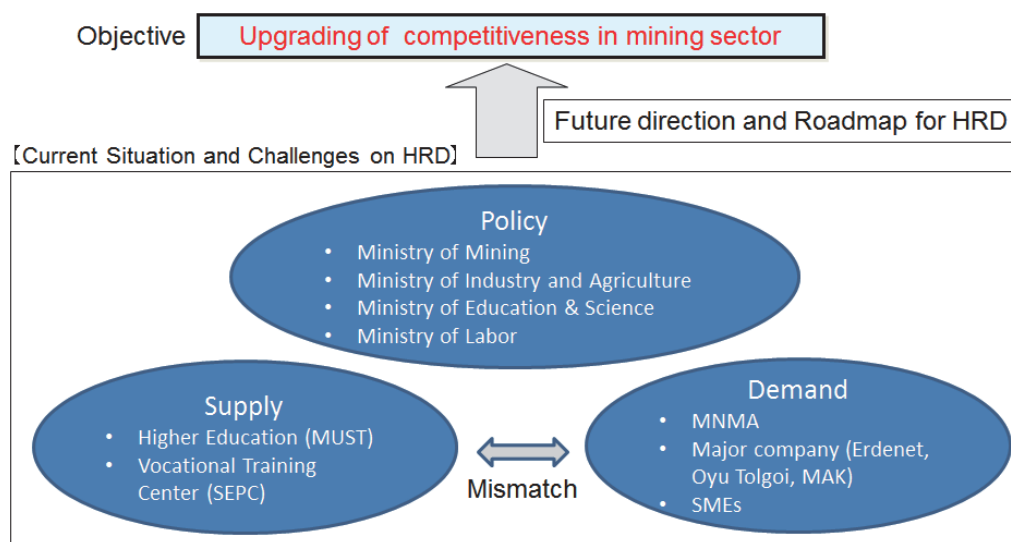 Objective
Upgrading of competitiveness in mining sector
Future direction and Roadmap for HRD
【Current Situation and Challenges on HRD】
Policy
• Ministry of Mining
• Ministry of Industry and Agriculture
• Ministry of Education & Science
• Ministry of Labor
Supply
• Higher Education (MUST)
• Vocational Training
Center (SEPC)
Mismatch
Demand
• MNMA
• Major company (Erdenet,
Oyu Tolgoi, MAK)
• SMEs